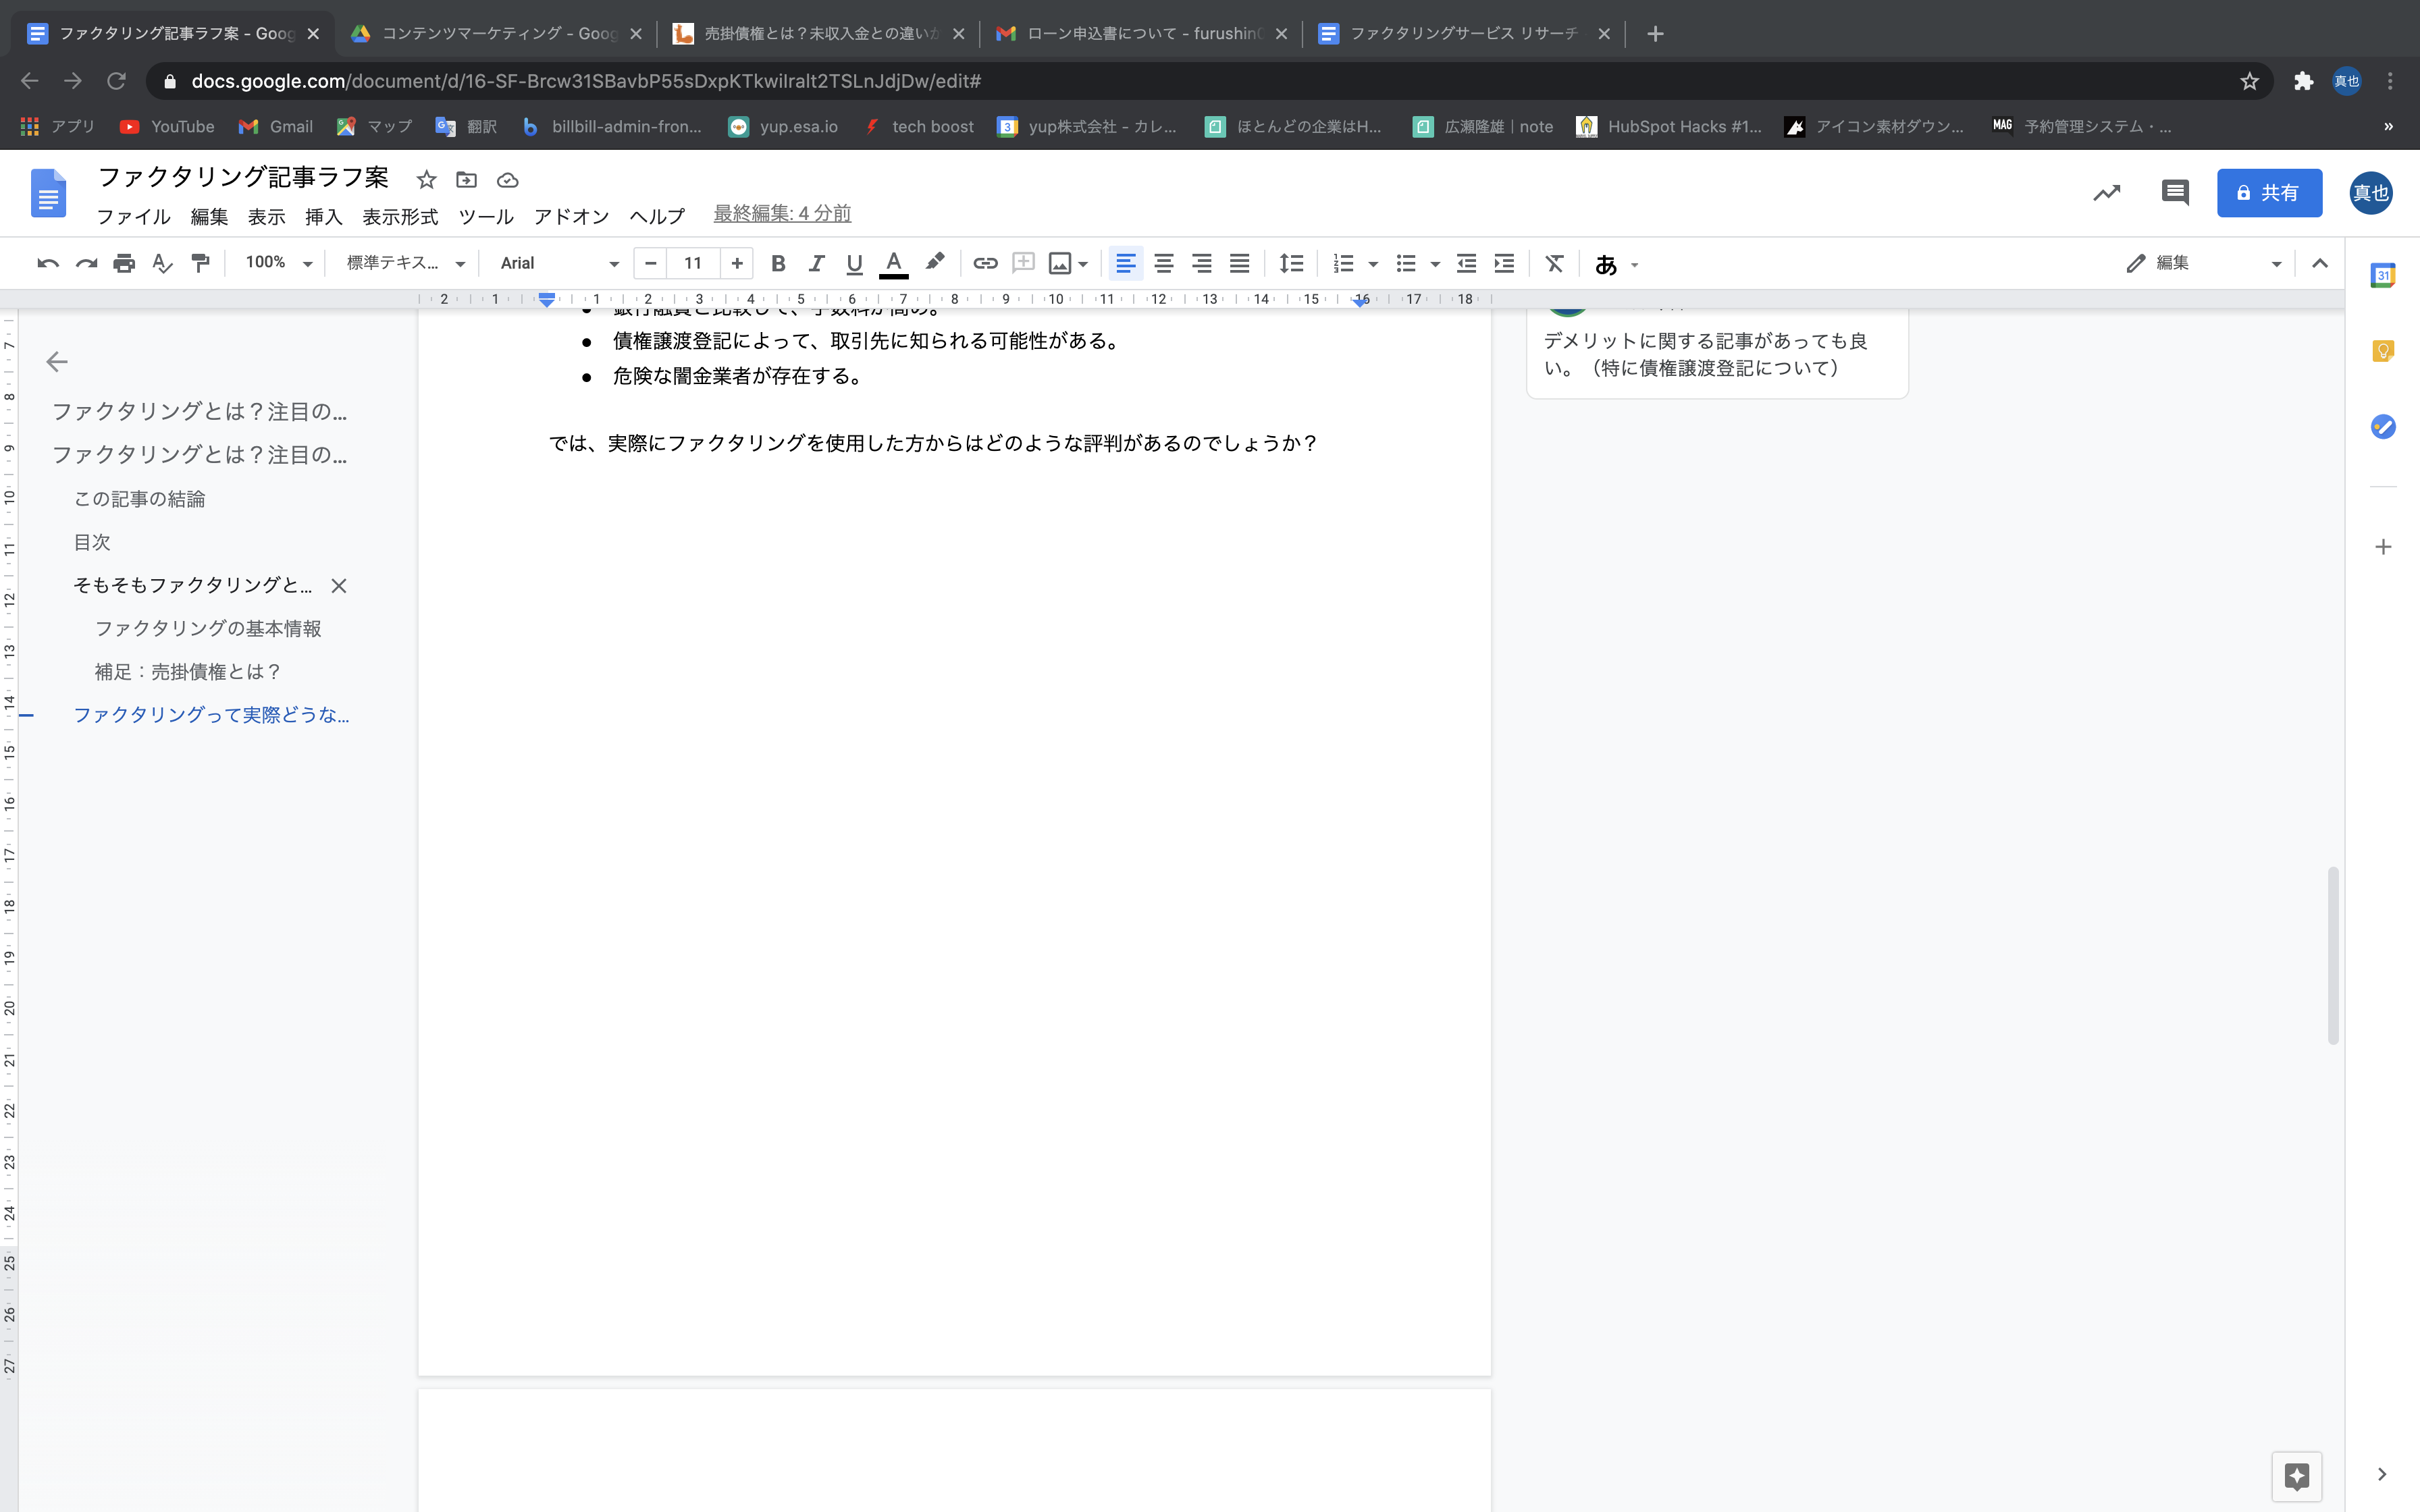 ファクタリング記事ラフ案 - Goog
コンテンツマーケティング - Goog
売掛債権とは？未収入金との違いか
ローン申込書について - furushin
ファクタリングサービス リサーチ
docs.google.com/document/d/16-SF-Brcw31SBavbP55sDxpKTkwilralt2TSLnJdjDw/edit#
真也
アプリ
YouTube
Gmail
マップ
翻訳
billbill-admin-fron...
yup.esa.io
tech boost
yup株式会社 - カレ...
ほとんどの企業はH...
広瀬隆雄｜note
HubSpot Hacks #1...
アイコン素材ダウン...
MAG 予約管理システム・...
»
ファクタリング記事ラフ案
ファイル 編集 表示 挿入 表示形式 ツール アドオン ヘルプ 最終編集: 4 分前
共有
真也
100% 標準テキス... Arial 11 あ 編集
31
2 1 1 2 3 4 5 6 7 8 9 10 11 12 13 14 15 16 17 18
7
8
9
10
11
12
13
14
15
16
17
18
19
20
21
22
23
24
25
26
27
ファクタリングとは？注目の...
ファクタリングとは？注目の...
この記事の結論
目次
そもそもファクタリングと...
ファクタリングの基本情報
補足：売掛債権とは？
ファクタリングって実際どうな...
● 銀行融資と比較して、手数料が高め。
● 債権譲渡登記によって、取引先に知られる可能性がある。
● 危険な闇金業者が存在する。
では、実際にファクタリングを使用した方からはどのような評判があるのでしょうか？
デメリットに関する記事があっても良
い。（特に債権譲渡登記について）